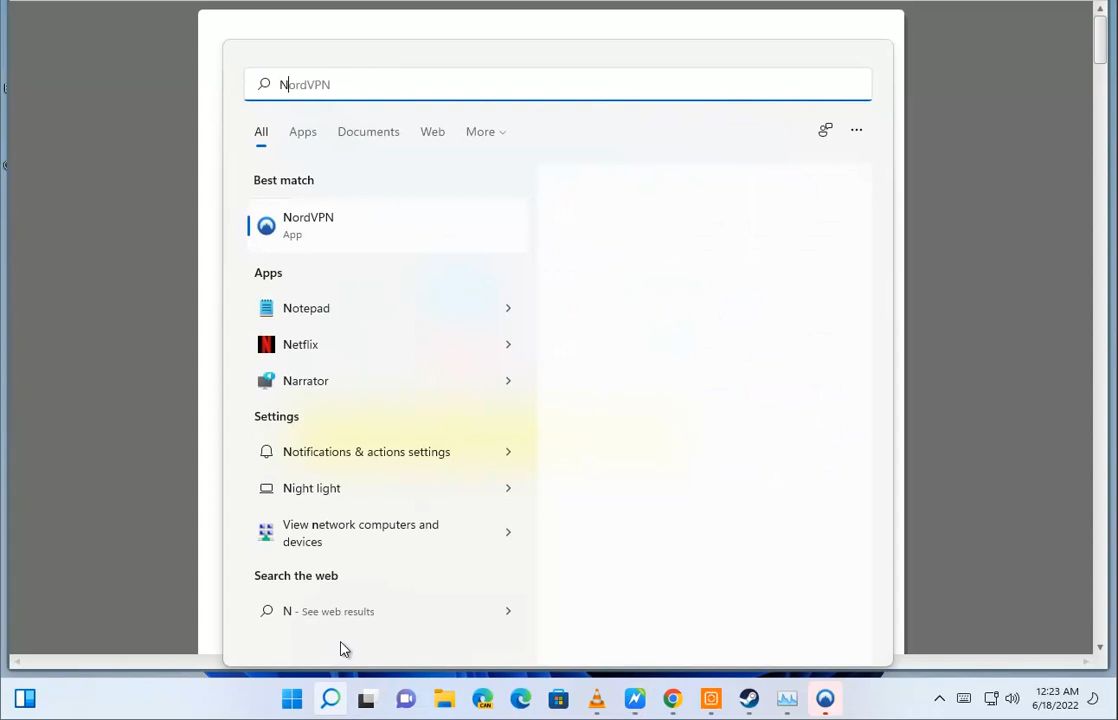 NordVPN
All Apps Documents Web More
Best match
NordVPN
App
Apps
Notepad
Netflix
Narrator
Settings
Notifications & actions settings
Night light
View network computers and
devices
Search the web
N - See web results
CAN
12:23 AM
6/18/2022